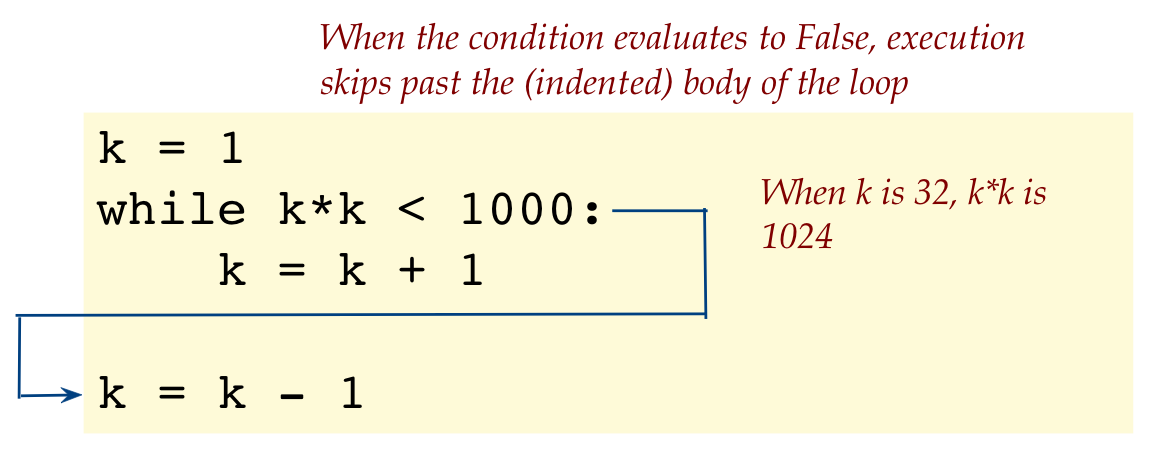 When the condition evaluates to False, execution
skips past the (indented) body of the loop
k = 1
while k*k < 1000:
    k = k + 1
When k is 32, k*k is
1024
k = k - 1